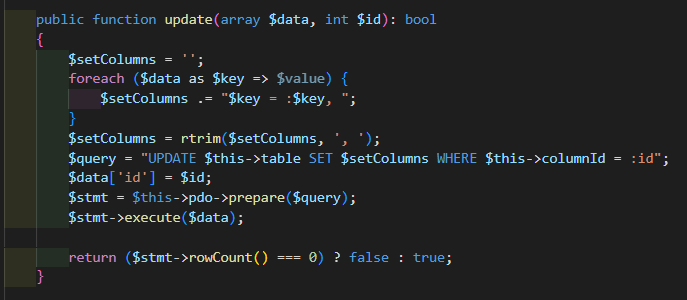 public function update(array $data, int $id): bool
{
    $setColumns = '';
    foreach ($data as $key => $value) {
        $setColumns .= "$key = :$key, ";
    }
    $setColumns = rtrim($setColumns, ', ');
    $query = "UPDATE $this->table SET $setColumns WHERE $this->columnId = :id";
    $data['id'] = $id;
    $stmt = $this->pdo->prepare($query);
    $stmt->execute($data);

    return ($stmt->rowCount() === 0) ? false : true;
}